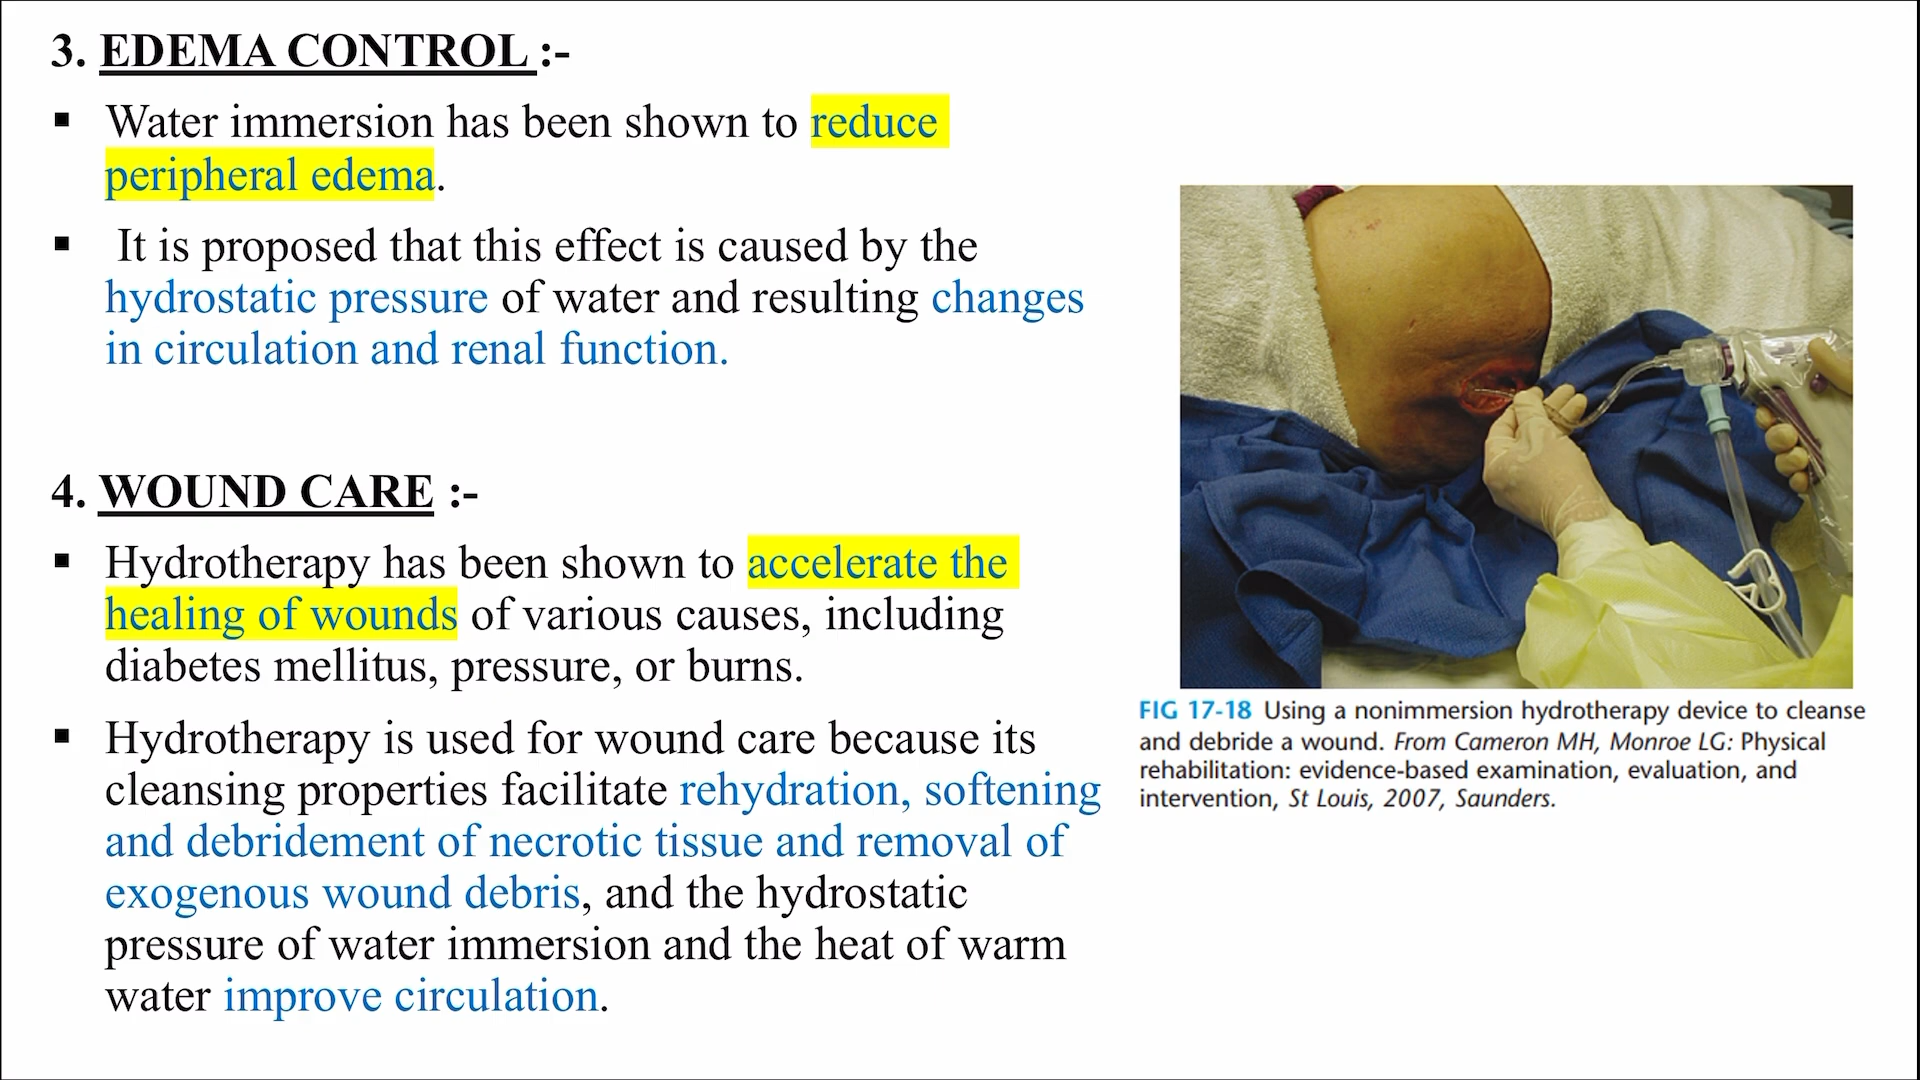 3. EDEMA CONTROL :-
▪ Water immersion has been shown to reduce
peripheral edema.
▪ It is proposed that this effect is caused by the
hydrostatic pressure of water and resulting changes
in circulation and renal function.
4. WOUND CARE :-
▪ Hydrotherapy has been shown to accelerate the
healing of wounds of various causes, including
diabetes mellitus, pressure, or burns.
▪ Hydrotherapy is used for wound care because its
cleansing properties facilitate rehydration, softening
and debridement of necrotic tissue and removal of
exogenous wound debris, and the hydrostatic
pressure of water immersion and the heat of warm
water improve circulation.
FIG 17-18 Using a nonimmersion hydrotherapy device to cleanse
and debride a wound. From Cameron MH, Monroe LG: Physical
rehabilitation: evidence-based examination, evaluation, and
intervention, St Louis, 2007, Saunders.